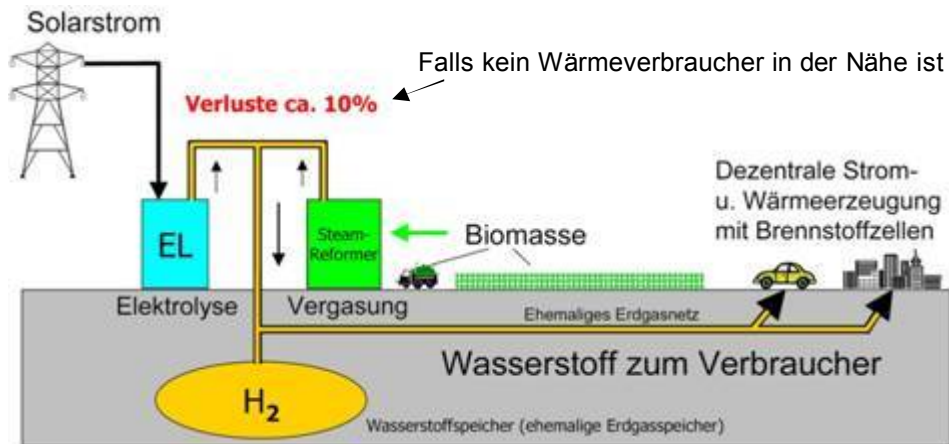 Solarstrom
Falls kein Wärmeverbraucher in der Nähe ist
Verluste ca. 10%
Dezentrale Strom-
u. Wärmeerzeugung
mit Brennstoffzellen
EL
Steam-
Reformer
Biomasse
Elektrolyse
Vergasung
Ehemaliges Erdgasnetz
Wasserstoff zum Verbraucher
H₂
Wasserstoffspeicher (ehemalige Erdgasspeicher)